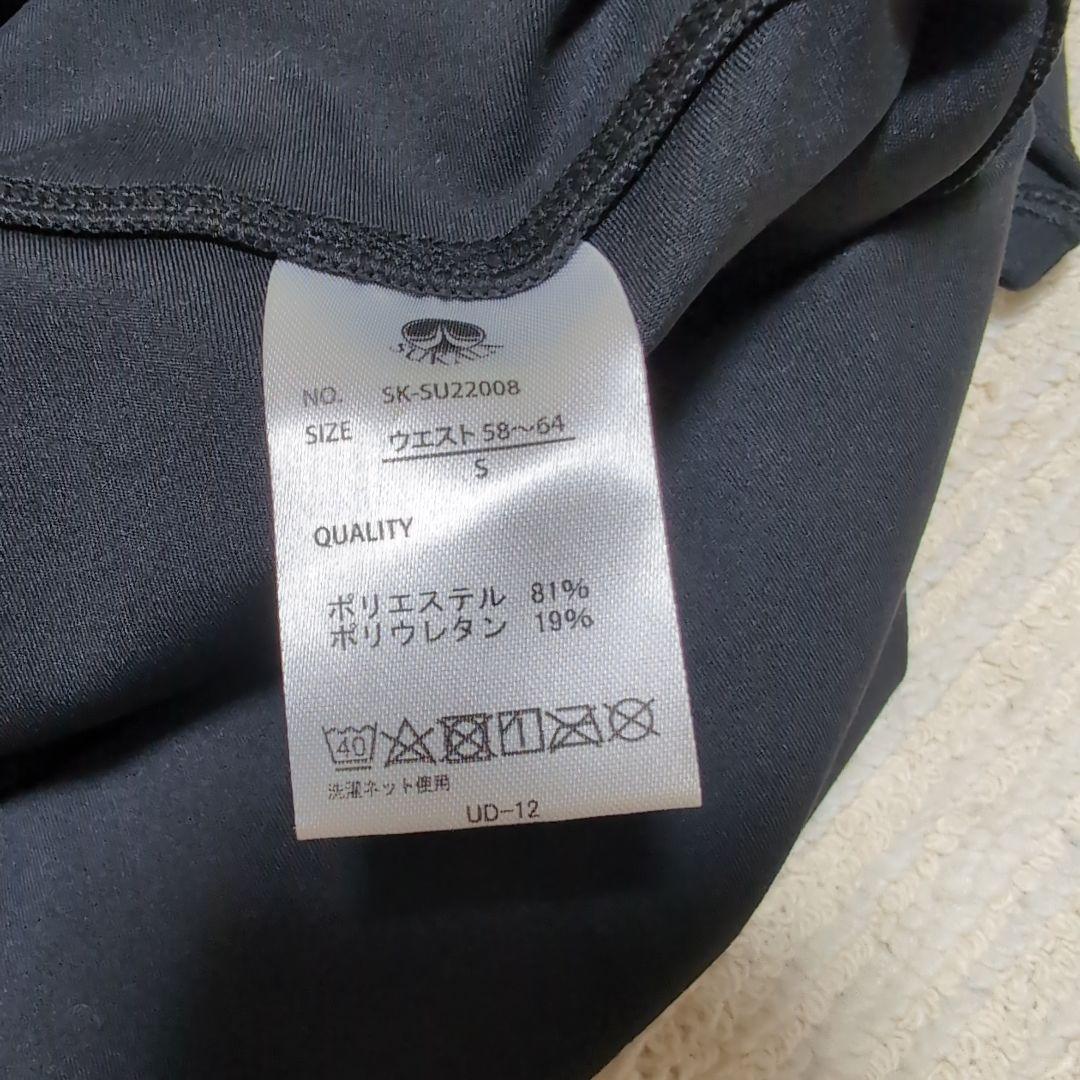 NO. SK-SU22008
SIZE ウエスト58〜64
S
QUALITY
ポリエステル 81%
ポリウレタン 19%
40
洗濯ネット使用
UD-12